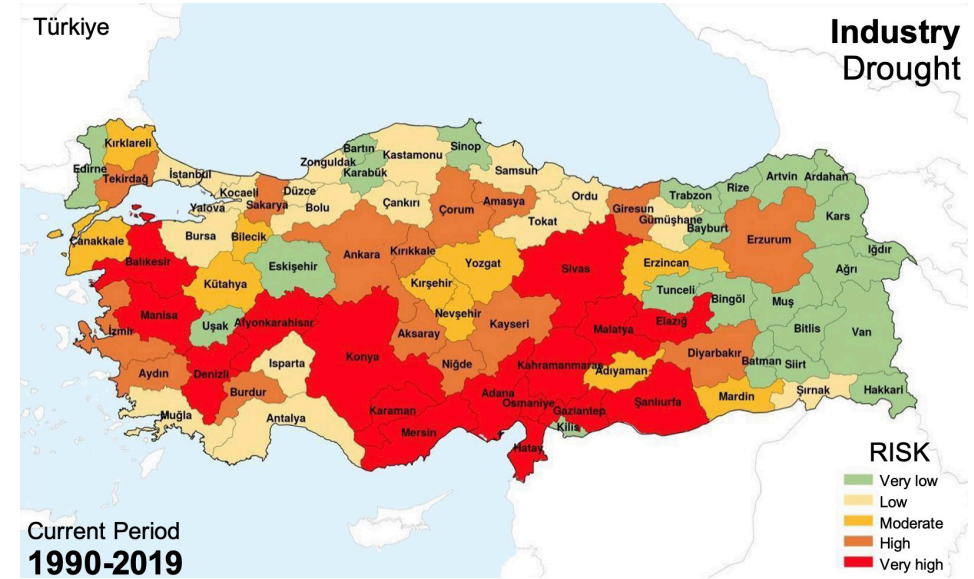 Türkiye
Industry
Drought
Kırklareli
Edirne
Tekirdağ
İstanbul
Kocaeli
Yalova
Sakarya
Düzce
Bolu
Zonguldak
Bartın
Karabük
Kastamonu
Sinop
Samsun
Çankırı
Çorum
Amasya
Tokat
Ordu
Giresun
Gümüşhane
Trabzon
Bayburt
Rize
Artvin
Ardahan
Kars
Iğdır
Ağrı
Erzurum
Çanakkale
Bursa
Bilecik
Balıkesir
Kütahya
Eskişehir
Ankara
Kırıkkale
Kırşehir
Yozgat
Sivas
Erzincan
Tunceli
Bingöl
Muş
Bitlis
Van
Manisa
İzmir
Uşak
Afyonkarahisar
Nevşehir
Aksaray
Kayseri
Malatya
Elazığ
Diyarbakır
Batman
Siirt
Aydın
Denizli
Isparta
Burdur
Konya
Niğde
Kahramanmaraş
Adıyaman
Şanlıurfa
Mardin
Şırnak
Hakkari
Muğla
Antalya
Karaman
Mersin
Adana
Osmaniye
Gaziantep
Kilis
Hatay
RISK
Very low
Low
Moderate
High
Very high
Current Period
1990-2019